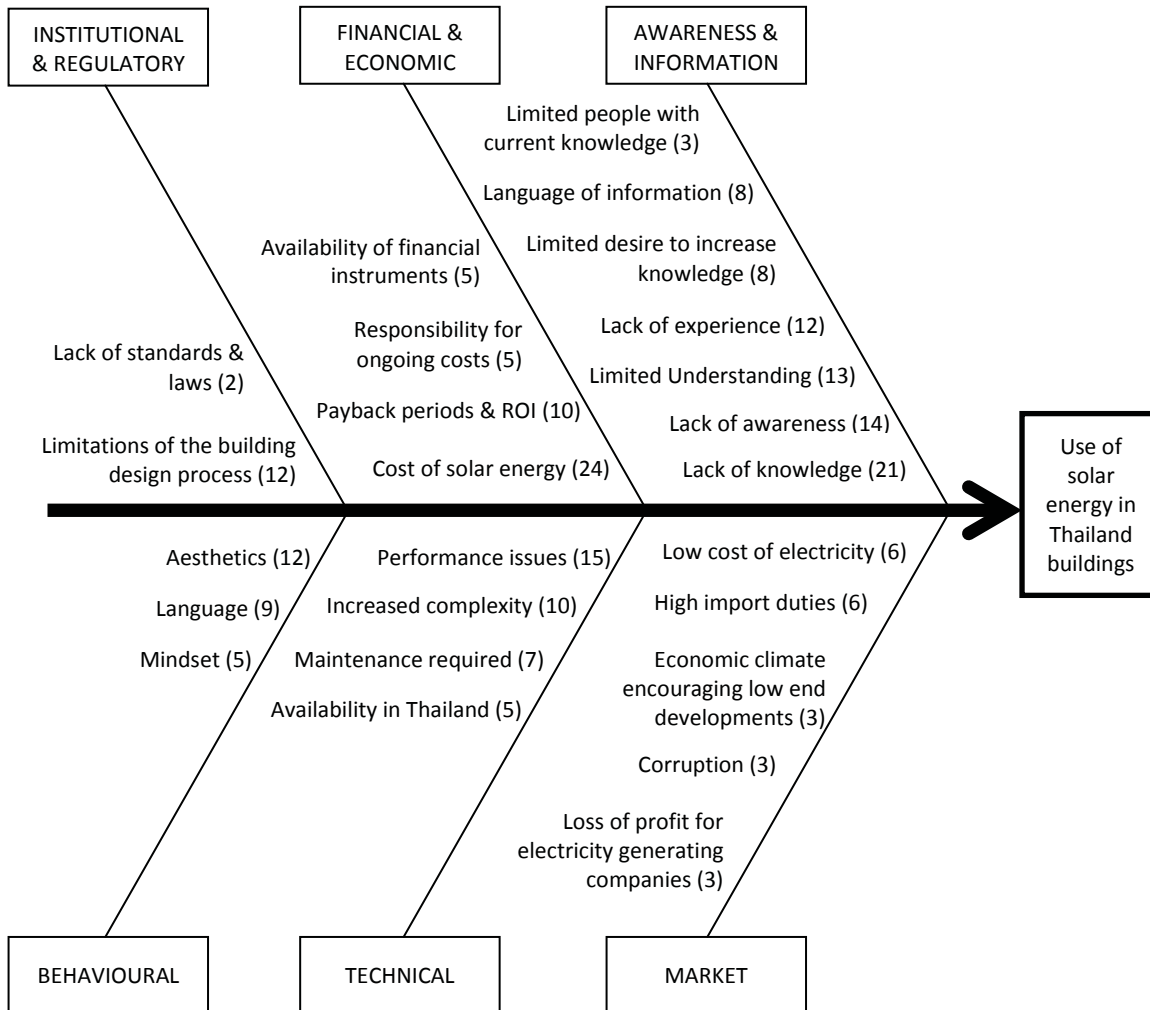 INSTITUTIONAL
& REGULATORY
FINANCIAL &
ECONOMIC
AWARENESS &
INFORMATION
Limited people with
current knowledge (3)
Language of information (8)
Limited desire to increase
knowledge (8)
Lack of experience (12)
Limited Understanding (13)
Lack of awareness (14)
Lack of knowledge (21)
Availability of financial
instruments (5)
Responsibility for
ongoing costs (5)
Payback periods & ROI (10)
Cost of solar energy (24)
Lack of standards &
laws (2)
Limitations of the building
design process (12)
Use of
solar
energy in
Thailand
buildings
Aesthetics (12)
Language (9)
Mindset (5)
Performance issues (15)
Increased complexity (10)
Maintenance required (7)
Availability in Thailand (5)
Low cost of electricity (6)
High import duties (6)
Economic climate
encouraging low end
developments (3)
Corruption (3)
Loss of profit for
electricity generating
companies (3)
BEHAVIOURAL
TECHNICAL
MARKET